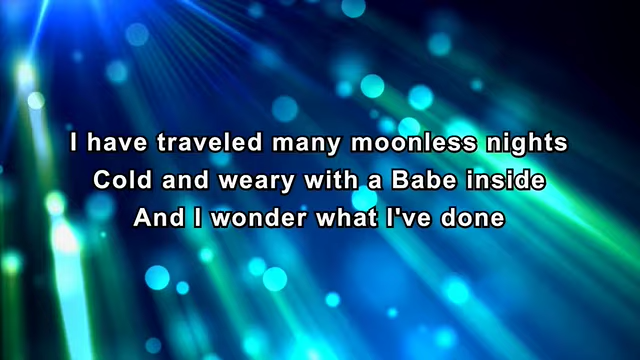 I have traveled many moonless nights
Cold and weary with a Babe inside
And I wonder what I've done